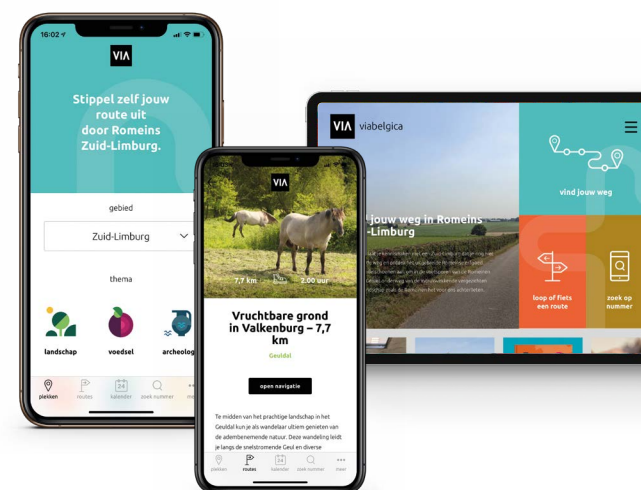 16:02
VIA
Stippel zelf jouw
route uit
door Romeins
Zuid-Limburg.
gebied
Zuid-Limburg
thema
landschap
voedsel
archeolog
plekken
routes
24
kalender
zoek nummer
VIA
7,7 km
2.00 uur
Vruchtbare grond
in Valkenburg – 7,7
km
Geuldal
open navigatie
Te midden van het prachtige landschap in het
Geuldal kun je als wandelaar ultiem genieten van
de adembenemende natuur. Deze wandeling leidt
je langs de snelstromende Geul en diverse
plekken
routes
24
kalender
zoek nummer
meer
VIA viabelgica
jouw weg in Romeins
-Limburg
vind jouw weg
loop of fiets
een route
zoek op
nummer